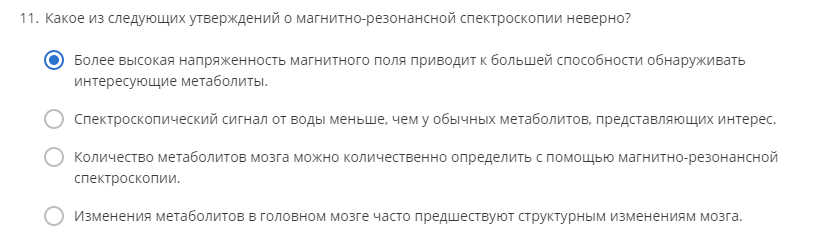 11. Какое из следующих утверждений о магнитно-резонансной спектроскопии неверно?
Более высокая напряженность магнитного поля приводит к большей способности обнаруживать
интересующие метаболиты.
Спектроскопический сигнал от воды меньше, чем у обычных метаболитов, представляющих интерес.
Количество метаболитов мозга можно количественно определить с помощью магнитно-резонансной
спектроскопии.
Изменения метаболитов в головном мозге часто предшествуют структурным изменениям мозга.